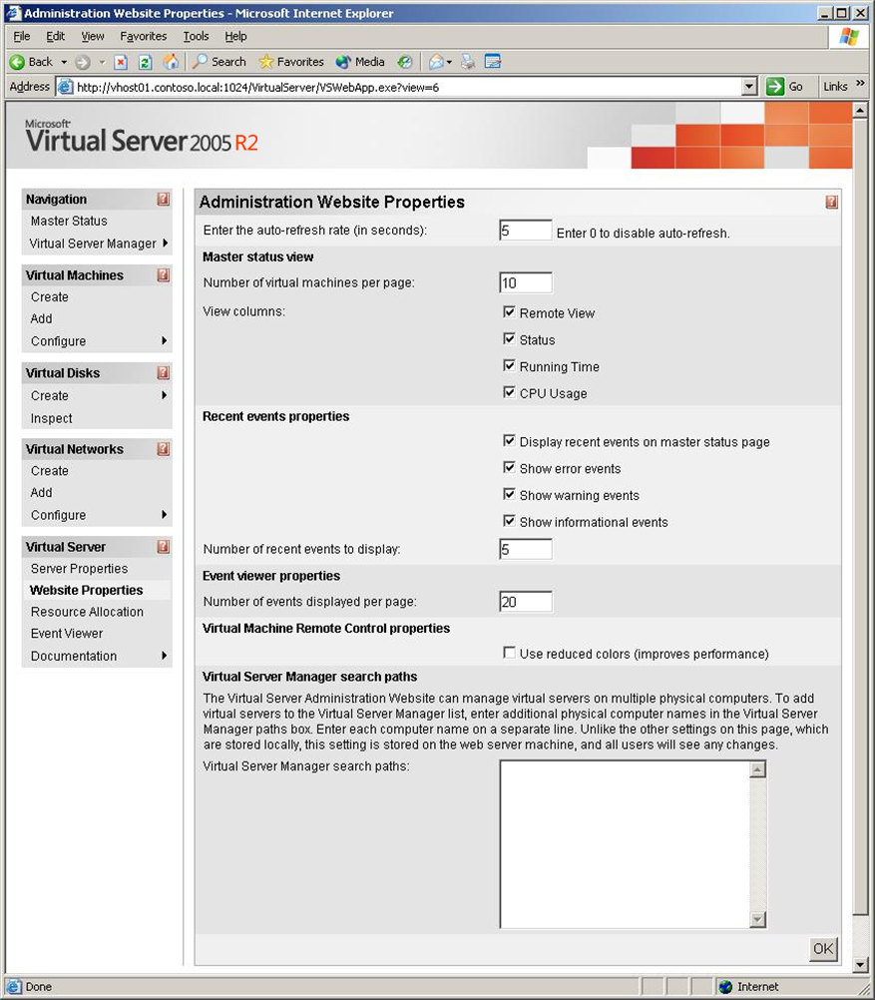 Administration Website Properties - Microsoft Internet Explorer
File Edit View Favorites Tools Help
Back Search Favorites Media
Address http://vhost01.contoso.local:1024/VirtualServer/VSWebApp.exe?view=6 Go Links »
Microsoft®
Virtual Server 2005 R2
Navigation ?
Master Status
Virtual Server Manager
Virtual Machines ?
Create
Add
Configure
Virtual Disks ?
Create
Inspect
Virtual Networks ?
Create
Add
Configure
Virtual Server ?
Server Properties
Website Properties
Resource Allocation
Event Viewer
Documentation
Administration Website Properties ?
Enter the auto-refresh rate (in seconds): 5 Enter 0 to disable auto-refresh.
Master status view
Number of virtual machines per page: 10
View columns: Remote View
Status
Running Time
CPU Usage
Recent events properties
Display recent events on master status page
Show error events
Show warning events
Show informational events
Number of recent events to display: 5
Event viewer properties
Number of events displayed per page: 20
Virtual Machine Remote Control properties
Use reduced colors (improves performance)
Virtual Server Manager search paths
The Virtual Server Administration Website can manage virtual servers on multiple physical computers. To add
virtual servers to the Virtual Server Manager list, enter additional physical computer names in the Virtual Server
Manager paths box. Enter each computer name on a separate line. Unlike the other settings on this page, which
are stored locally, this setting is stored on the web server machine, and all users will see any changes.
Virtual Server Manager search paths:
OK
Done Internet